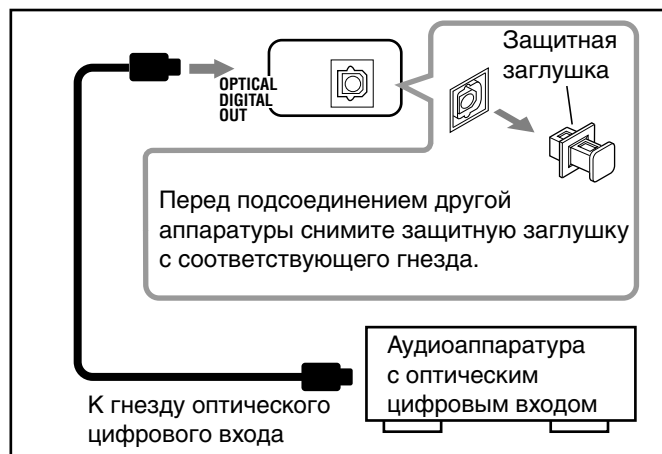 Защитная
заглушка
OPTICAL
DIGITAL
OUT
Перед подсоединением другой
аппаратуры снимите защитную заглушку
с соответствующего гнезда.
Аудиоаппаратура
с оптическим
цифровым входом
К гнезду оптического
цифрового входа